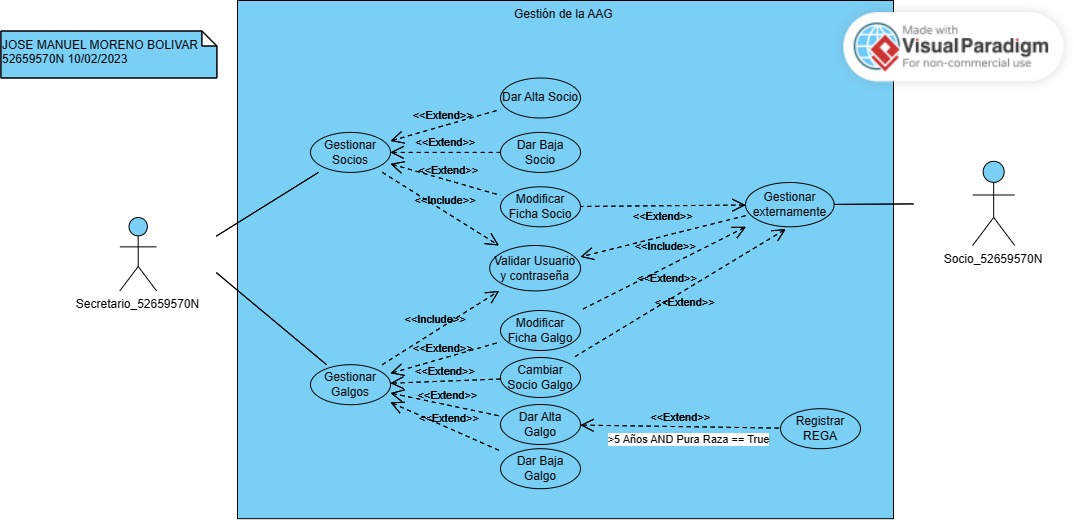 Gestión de la AAG
JOSE MANUEL MORENO BOLIVAR
52659570N 10/02/2023
Made with
Visual Paradigm
For non-commercial use
Dar Alta Socio
<<Extend>>
Gestionar
Socios
<<Extend>>
Dar Baja
Socio
<<Extend>>
Modificar
Ficha Socio
<<Include>>
<<Extend>>
Gestionar
externamente
Socio_52659570N
Secretario_52659570N
Validar Usuario
y contraseña
<<Include>>
<<Extend>>
<<Extend>>
<<Include>>
Modificar
Ficha Galgo
<<Extend>>
Gestionar
Galgos
<<Extend>>
Cambiar
Socio Galgo
<<Extend>>
Dar Alta
Galgo
<<Extend>>
>5 Años AND Pura Raza == True
Registrar
REGA
<<Extend>>
Dar Baja
Galgo